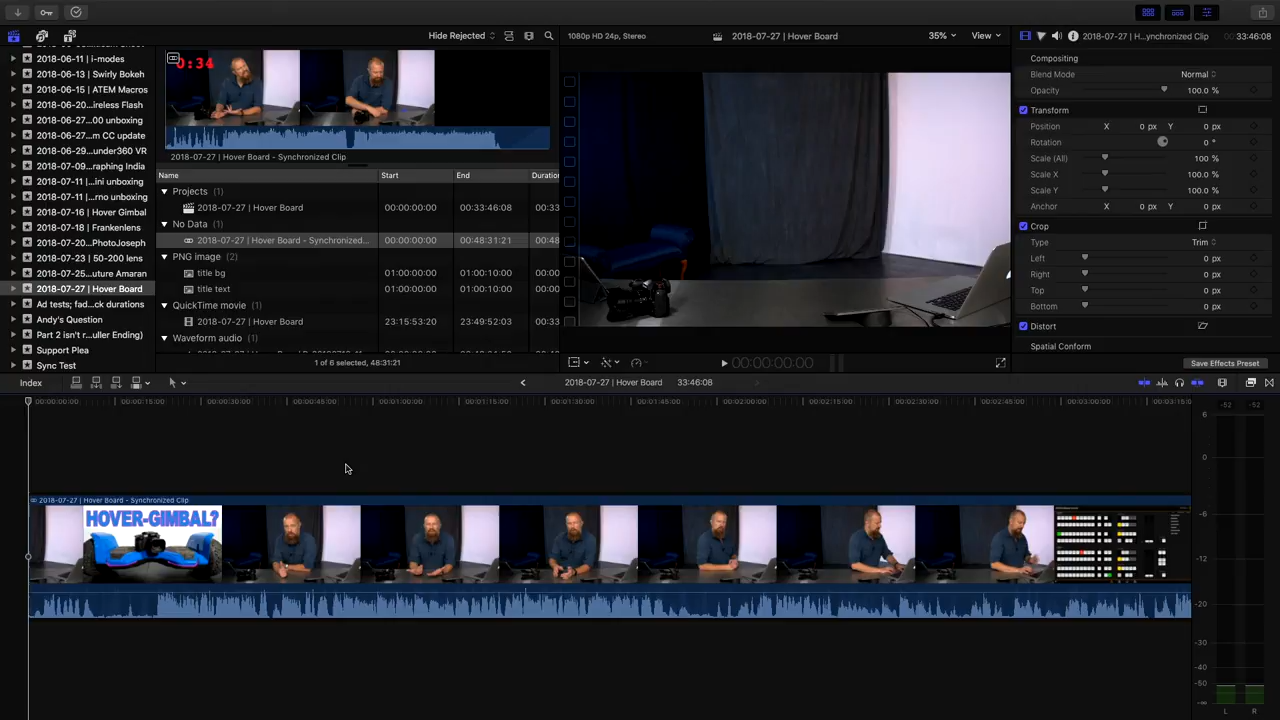 Hide Rejected
1080p HD 24p, Stereo
2018-07-27 | Hover Board
35%
View
2018-07-27 | H...ynchronized Clip
33:46:08
2018-06-11 | i-modes
2018-06-13 | Swirly Bokeh
2018-06-15 | ATEM Macros
2018-06-20...ireless Flash
2018-06-27...00 unboxing
2018-06-27...m CC update
2018-06-29...under360 VR
2018-07-09...raphing India
2018-07-11...ini unboxing
2018-07-11...rno unboxing
2018-07-16 | Hover Gimbal
2018-07-18 | Frankenlens
2018-07-20...PhotoJoseph
2018-07-23 | 50-200 lens
2018-07-25...uture Amaran
2018-07-27 | Hover Board
Ad tests; fad...ck durations
Andy's Question
Part 2 isn't r...uller Ending)
Support Plea
Sync Test
0:34
2018-07-27 | Hover Board - Synchronized Clip
Name
Start
End
Duration
Projects (1)
2018-07-27 | Hover Board
00:00:00:00
00:33:46:08
00:33
No Data (1)
2018-07-27 | Hover Board - Synchronized...
00:00:00:00
00:48:31:21
00:48
PNG image (2)
title bg
01:00:00:00
01:00:10:00
00:00
title text
01:00:00:00
01:00:10:00
00:00
QuickTime movie (1)
2018-07-27 | Hover Board
23:15:53:20
23:49:52:03
00:33
Waveform audio (1)
1 of 6 selected, 48:31:21
00:00:00:00
Compositing
Blend Mode
Normal
Opacity
100.0 %
Transform
Position X 0 px Y 0 px
Rotation 0 °
Scale (All) 100 %
Scale X 100.0 %
Scale Y 100.0 %
Anchor X 0 px Y 0 px
Crop
Type Trim
Left 0 px
Right 0 px
Top 0 px
Bottom 0 px
Distort
Spatial Conform
Save Effects Preset
Index
2018-07-27 | Hover Board
33:46:08
00:00:00:00
00:00:15:00
00:00:30:00
00:00:45:00
00:01:00:00
00:01:15:00
00:01:30:00
00:01:45:00
00:02:00:00
00:02:15:00
00:02:30:00
00:02:45:00
00:03:00:00
00:03:15:00
2018-07-27 | Hover Board - Synchronized Clip
HOVER-GIMBAL?
-52 -52
6
0
-6
-12
-20
-30
-40
-50
-∞
L R